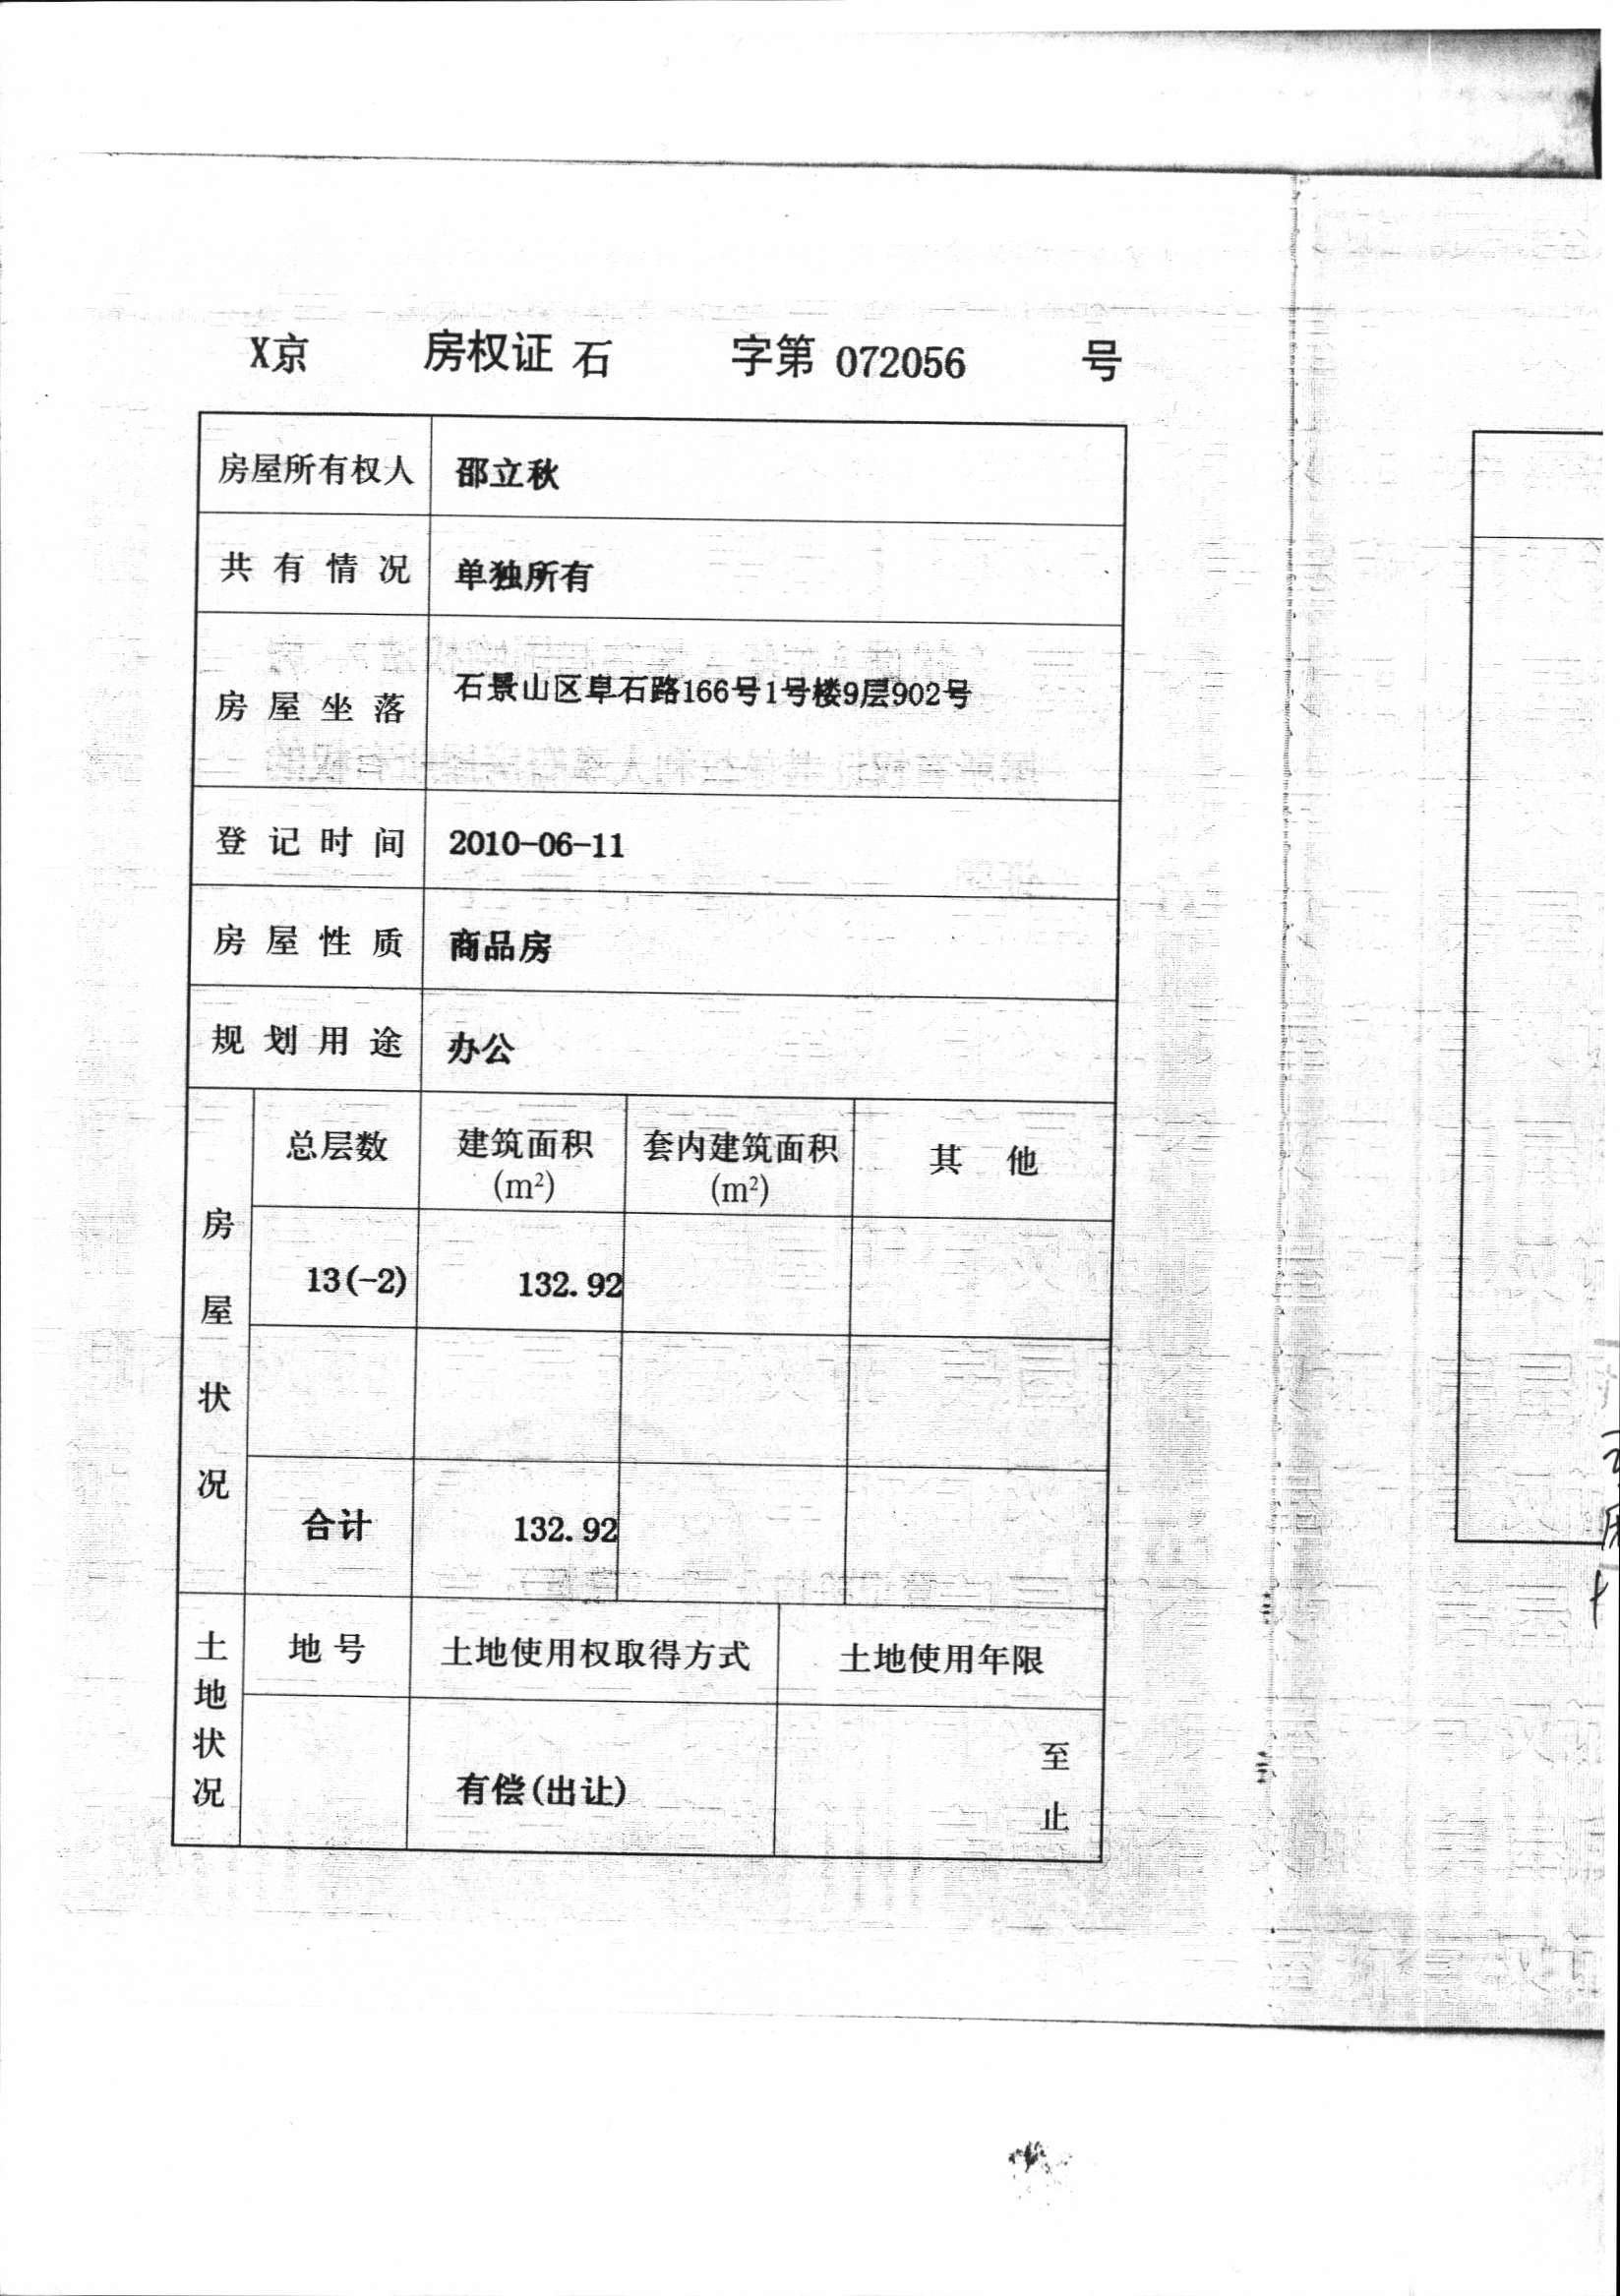 X京 房权证 石 字第 072056 号
房屋所有权人 邵立秋
共有情况 单独所有
房屋坐落 石景山区阜石路166号1号楼9层902号
登记时间 2010-06-11
房屋性质 商品房
规划用途 办公
房屋状况
总层数 建筑面积(m²) 套内建筑面积(m²) 其他
13(-2) 132.92
合计 132.92
土地状况
地号 土地使用权取得方式 土地使用年限
有偿(出让) 至
止